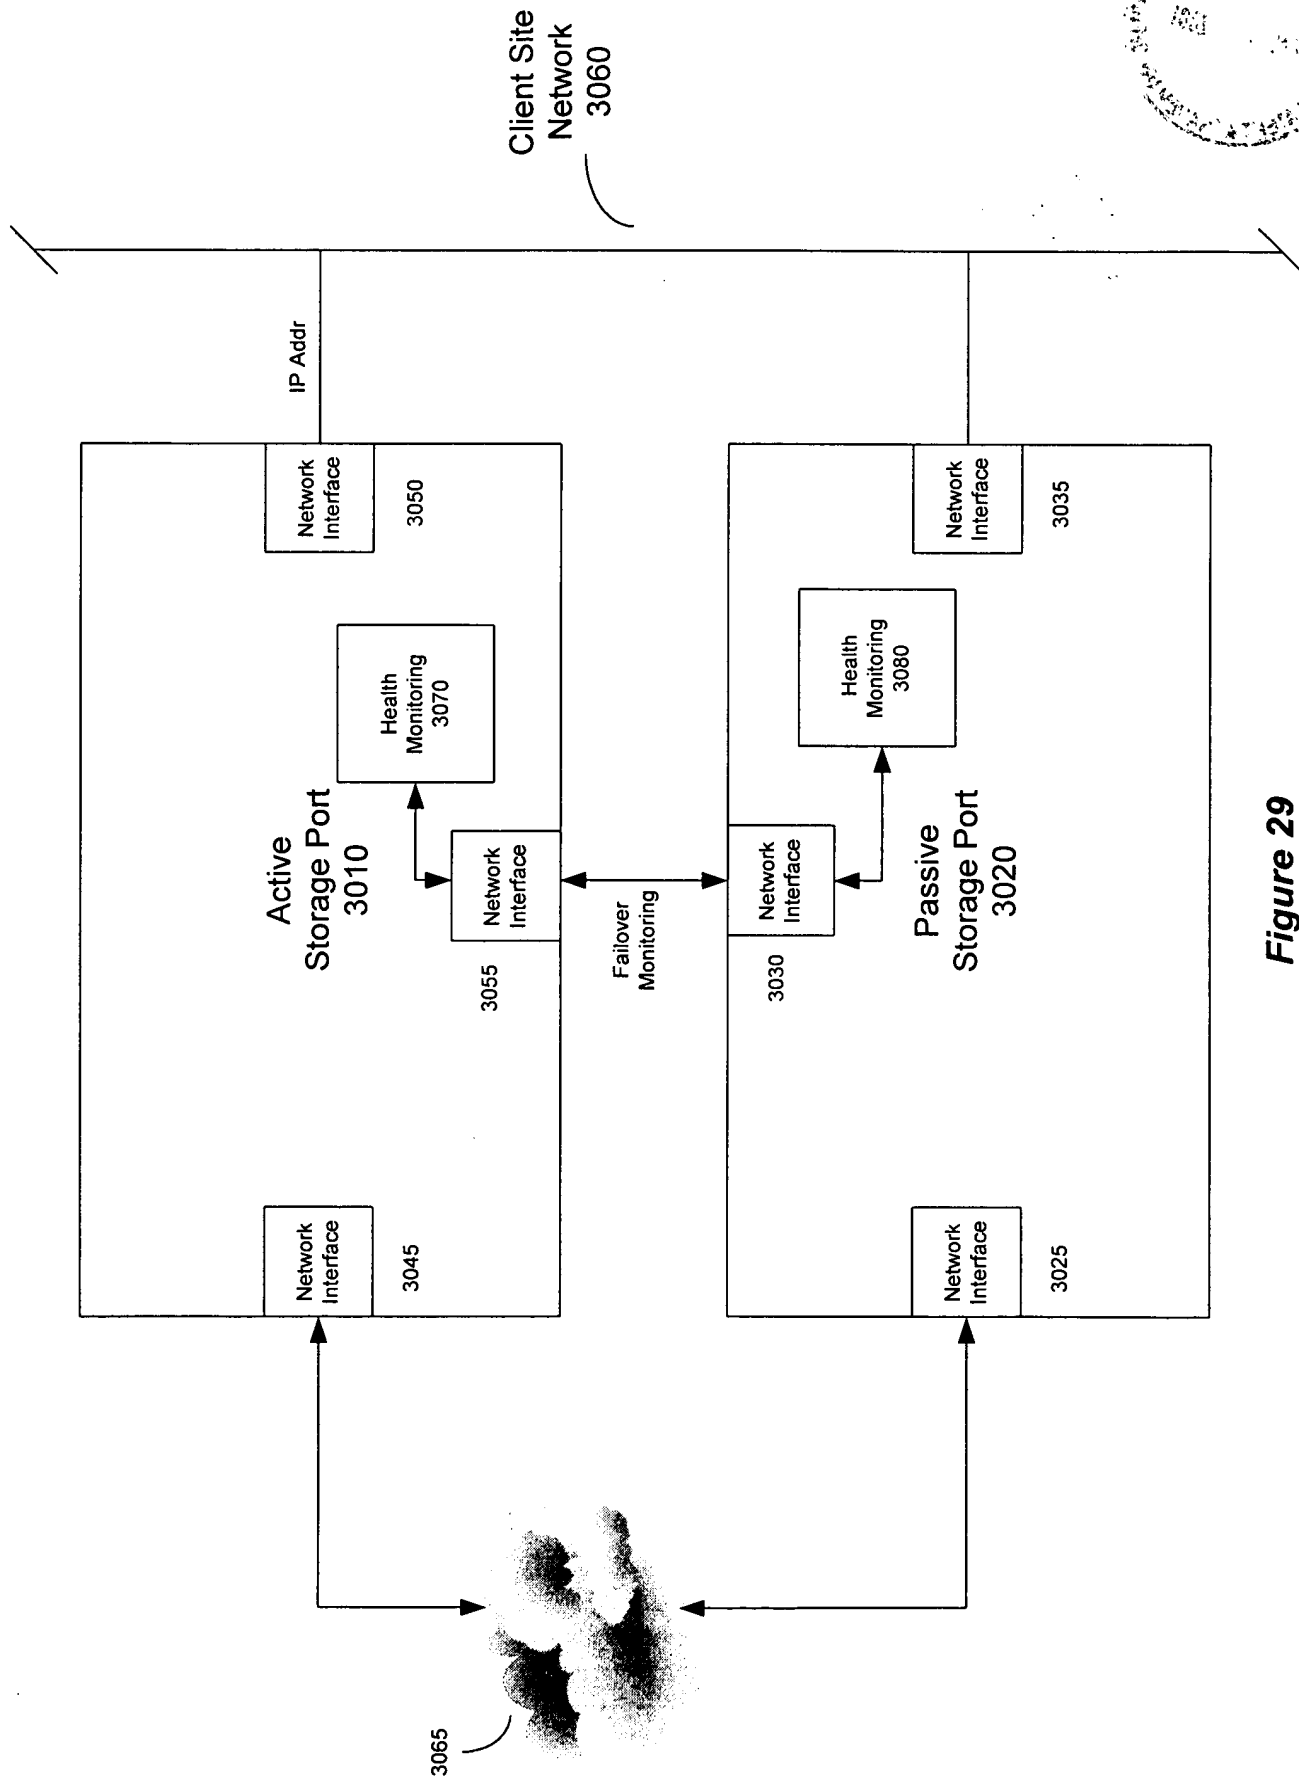 Client Site
Network
3060
IP Addr
Network
Interface
3050
Health
Monitoring
3070
Active
Storage Port
3010
Network
Interface
3055
Network
Interface
3045
Failover
Monitoring
Network
Interface
3035
Health
Monitoring
3080
Network
Interface
3030
Passive
Storage Port
3020
Network
Interface
3025
3065
Figure 29